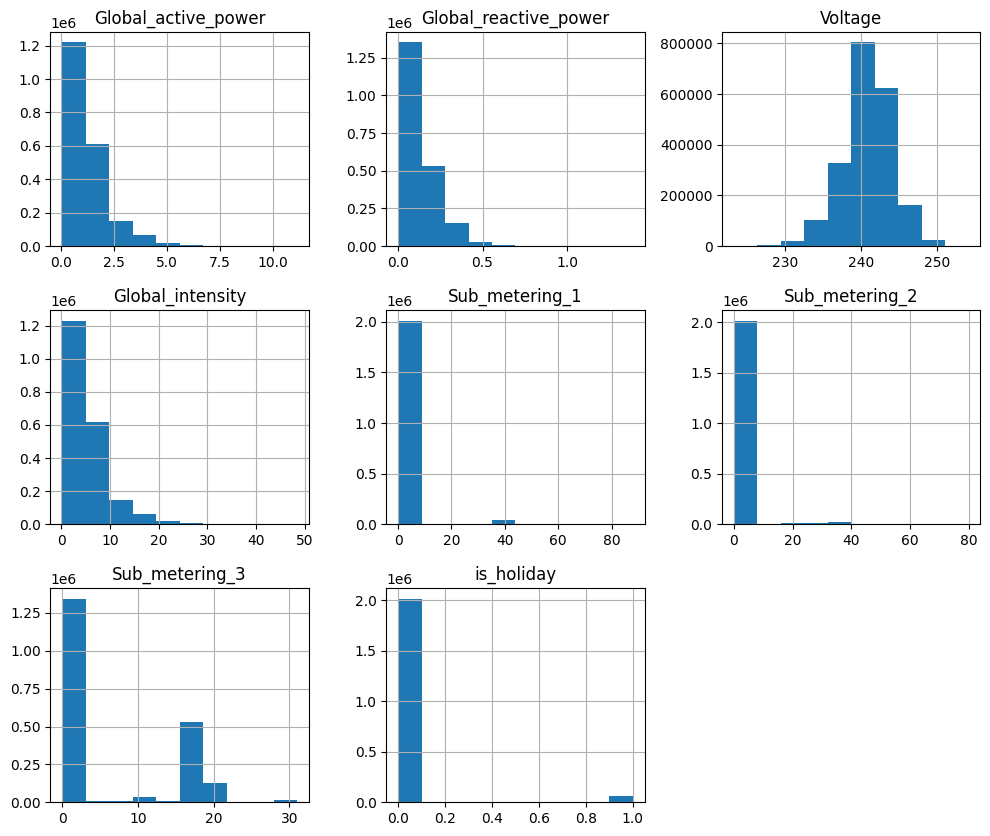 Global_active_power
1e6
1.2
1.0
0.8
0.6
0.4
0.2
0.0
0.0 2.5 5.0 7.5 10.0
Global_reactive_power
1e6
1.25
1.00
0.75
0.50
0.25
0.00
0.0 0.5 1.0
Voltage
800000
600000
400000
200000
0
230 240 250
Global_intensity
1e6
1.2
1.0
0.8
0.6
0.4
0.2
0.0
0 10 20 30 40 50
Sub_metering_1
1e6
2.0
1.5
1.0
0.5
0.0
0 20 40 60 80
Sub_metering_2
1e6
2.0
1.5
1.0
0.5
0.0
0 20 40 60 80
Sub_metering_3
1e6
1.25
1.00
0.75
0.50
0.25
0.00
0 10 20 30
is_holiday
1e6
2.0
1.5
1.0
0.5
0.0
0.0 0.2 0.4 0.6 0.8 1.0